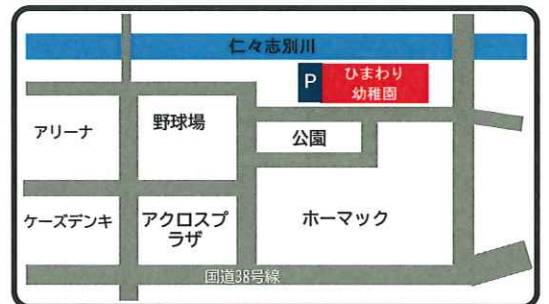 仁々志別川
P
ひまわり
幼稚園
アリーナ
野球場
公園
ケーズデンキ
アクロスプ
ラザ
ホーマック
国道38号線